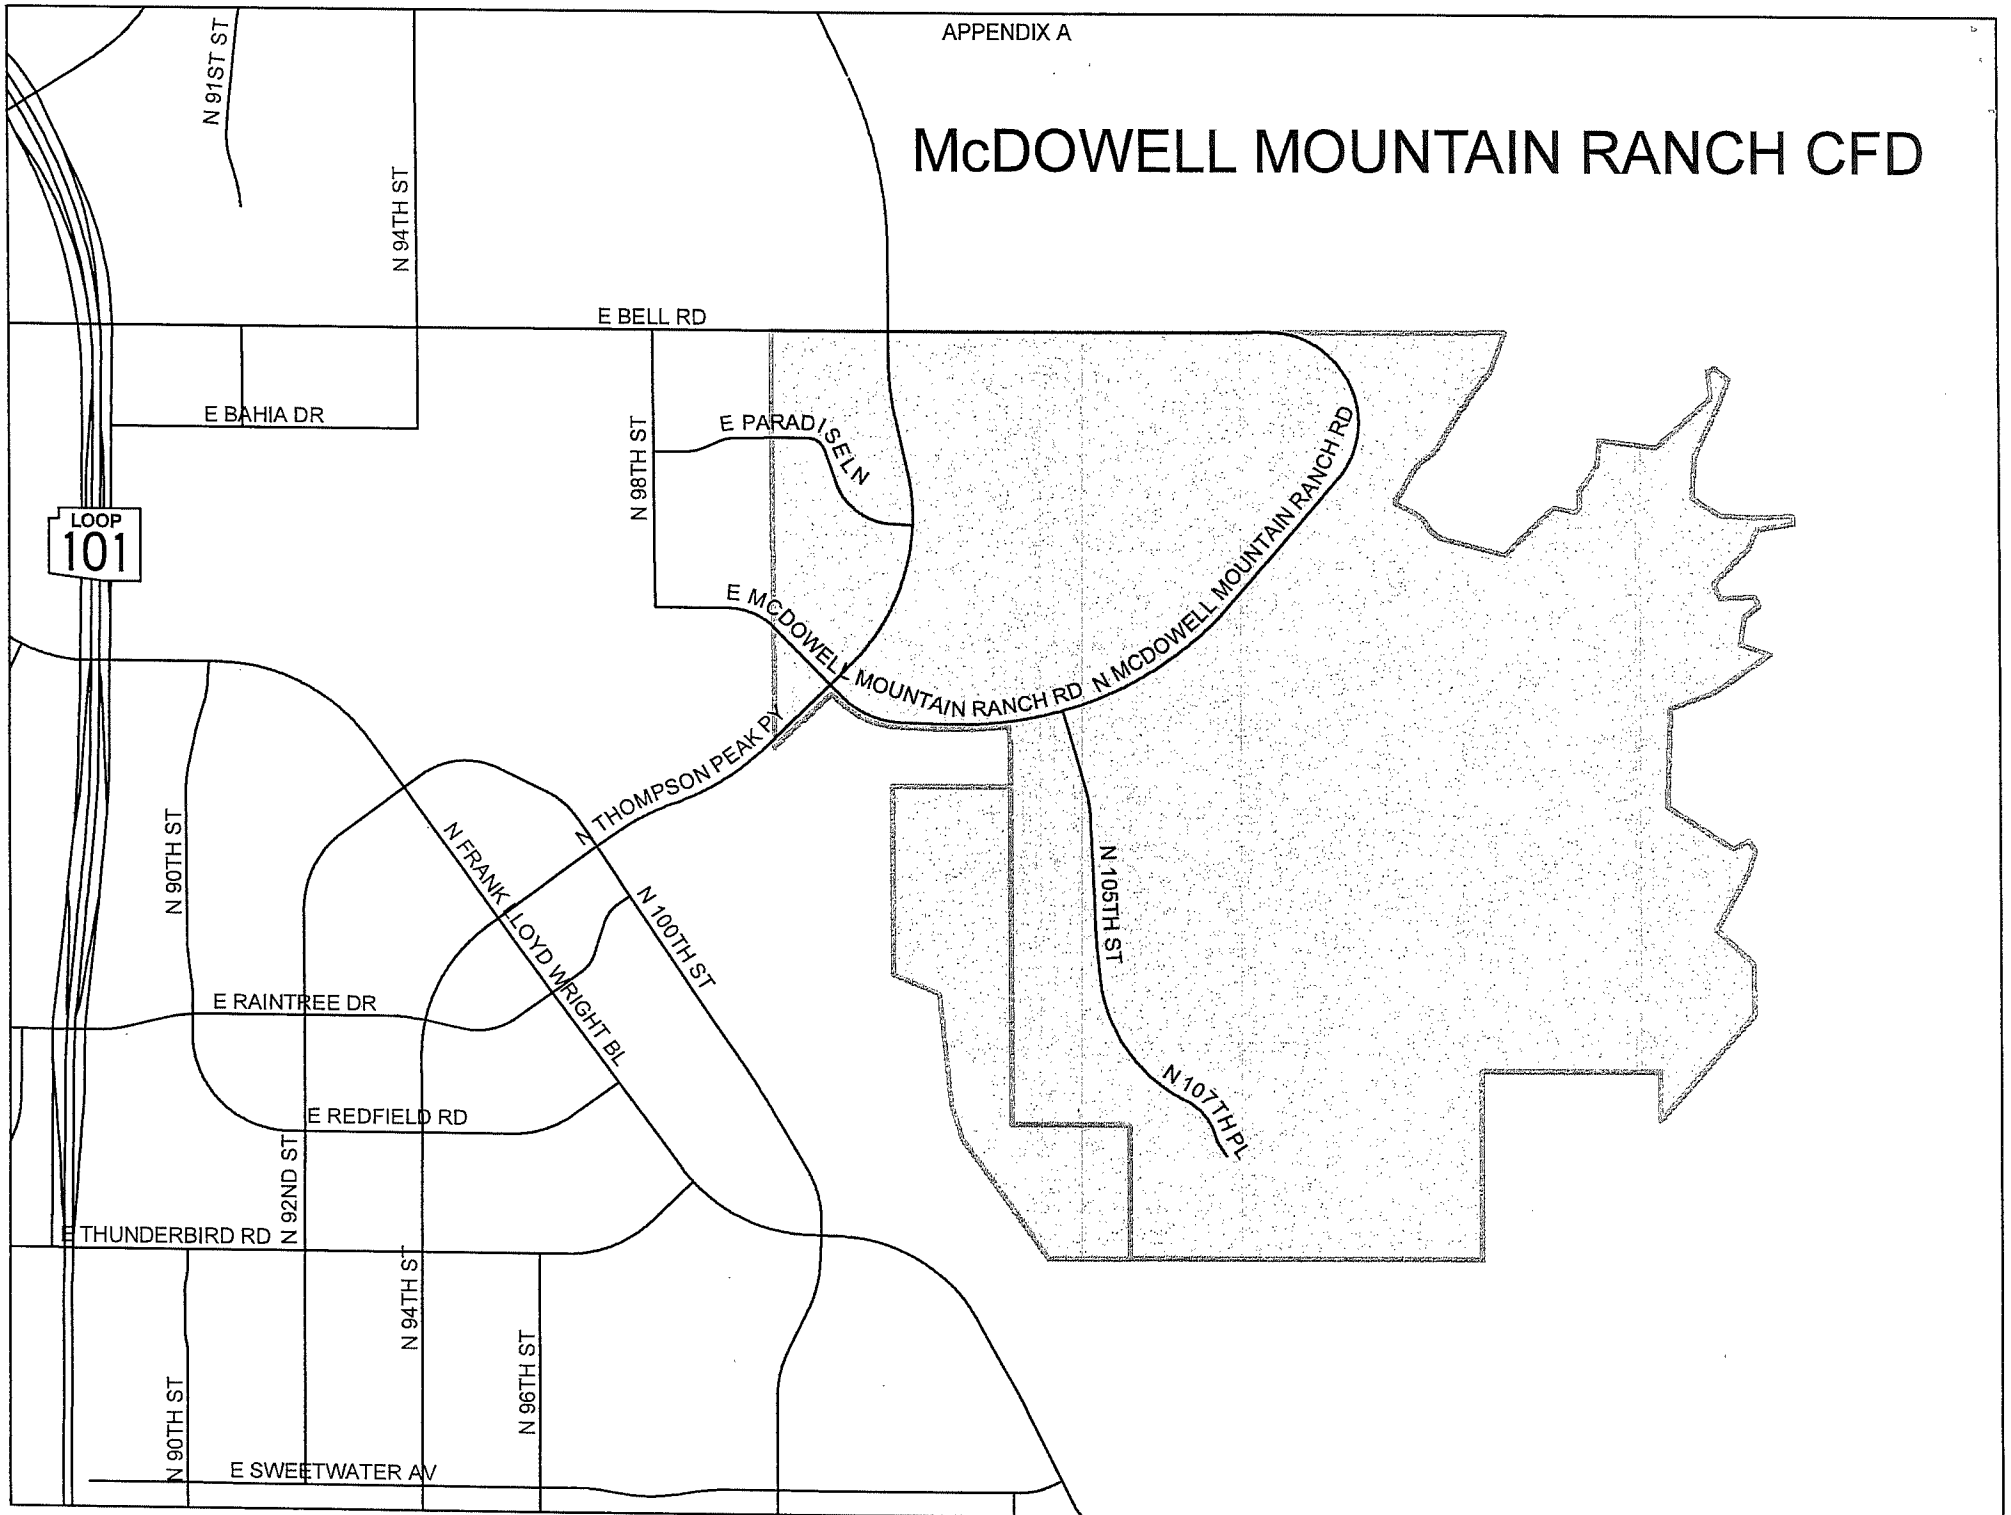 APPENDIX A
McDOWELL MOUNTAIN RANCH CFD
N 91ST ST
N 94TH ST
E BELL RD
E BAHIA DR
N 98TH ST
E PARADISE LN
LOOP
101
E MCDOWELL MOUNTAIN RANCH RD
N MCDOWELL MOUNTAIN RANCH RD
N THOMPSON PEAK PY
N 90TH ST
N FRANK LLOYD WRIGHT BL
N 100TH ST
N 105TH ST
E RAINTREE DR
N 107TH PL
E REDFIELD RD
N 92ND ST
E THUNDERBIRD RD
N 94TH ST
N 96TH ST
N 90TH ST
E SWEETWATER AV